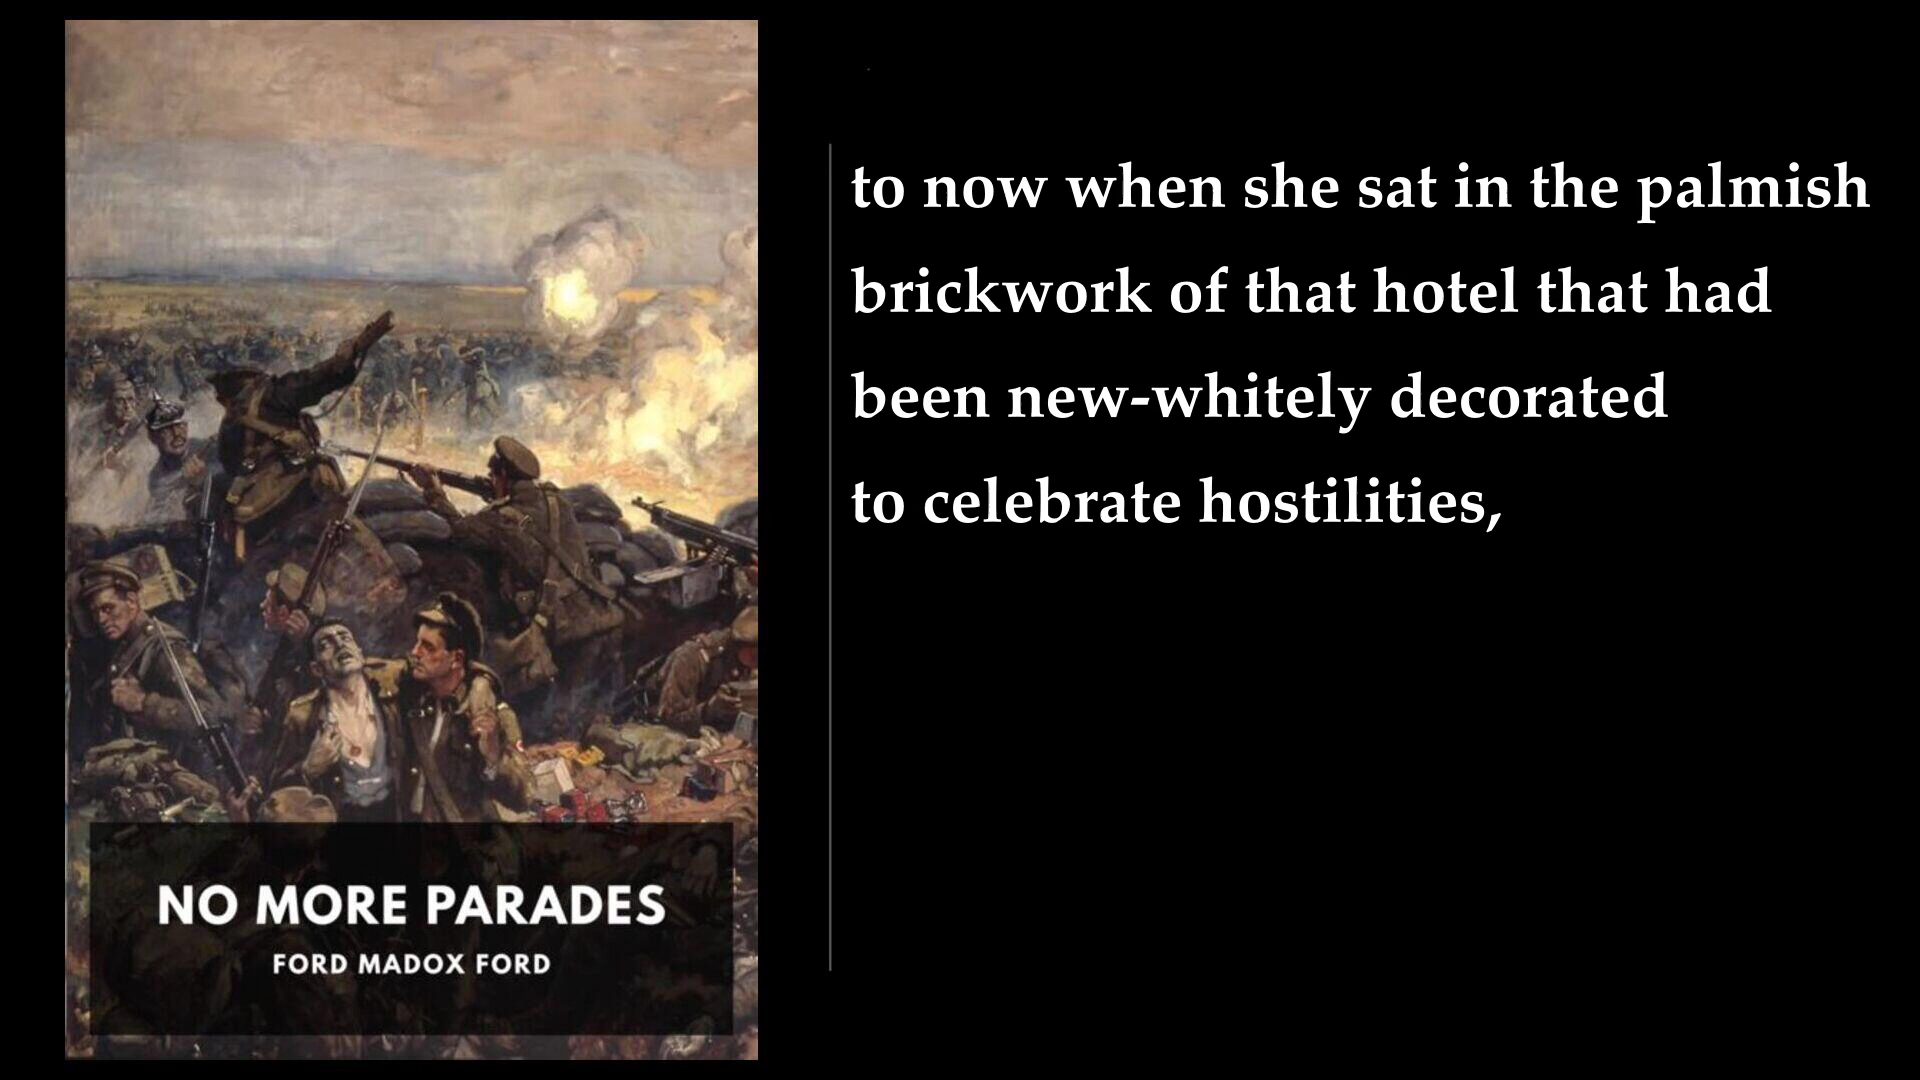 to now when she sat in the palmish
brickwork of that hotel that had
been new-whitely decorated
to celebrate hostilities,
NO MORE PARADES
FORD MADOX FORD